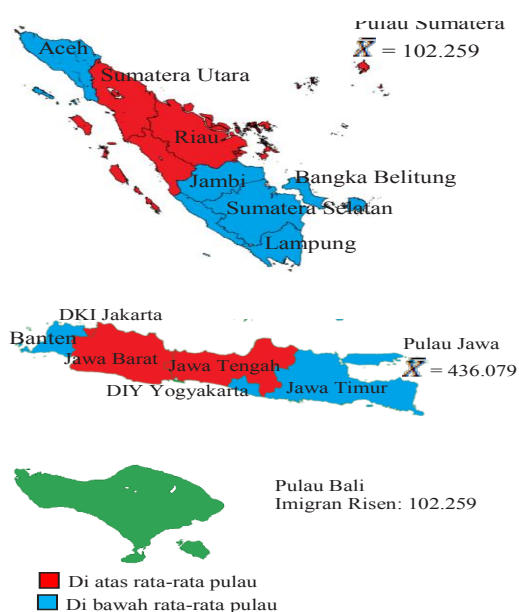 Pulau Sumatera
X̅ = 102.259
Aceh
Sumatera Utara
Riau
Jambi
Bangka Belitung
Sumatera Selatan
Lampung
DKI Jakarta
Banten
Jawa Barat
Jawa Tengah
DIY Yogyakarta
Jawa Timur
Pulau Jawa
X̅ = 436.079
Pulau Bali
Imigran Risen: 102.259
Di atas rata-rata pulau
Di bawah rata-rata pulau